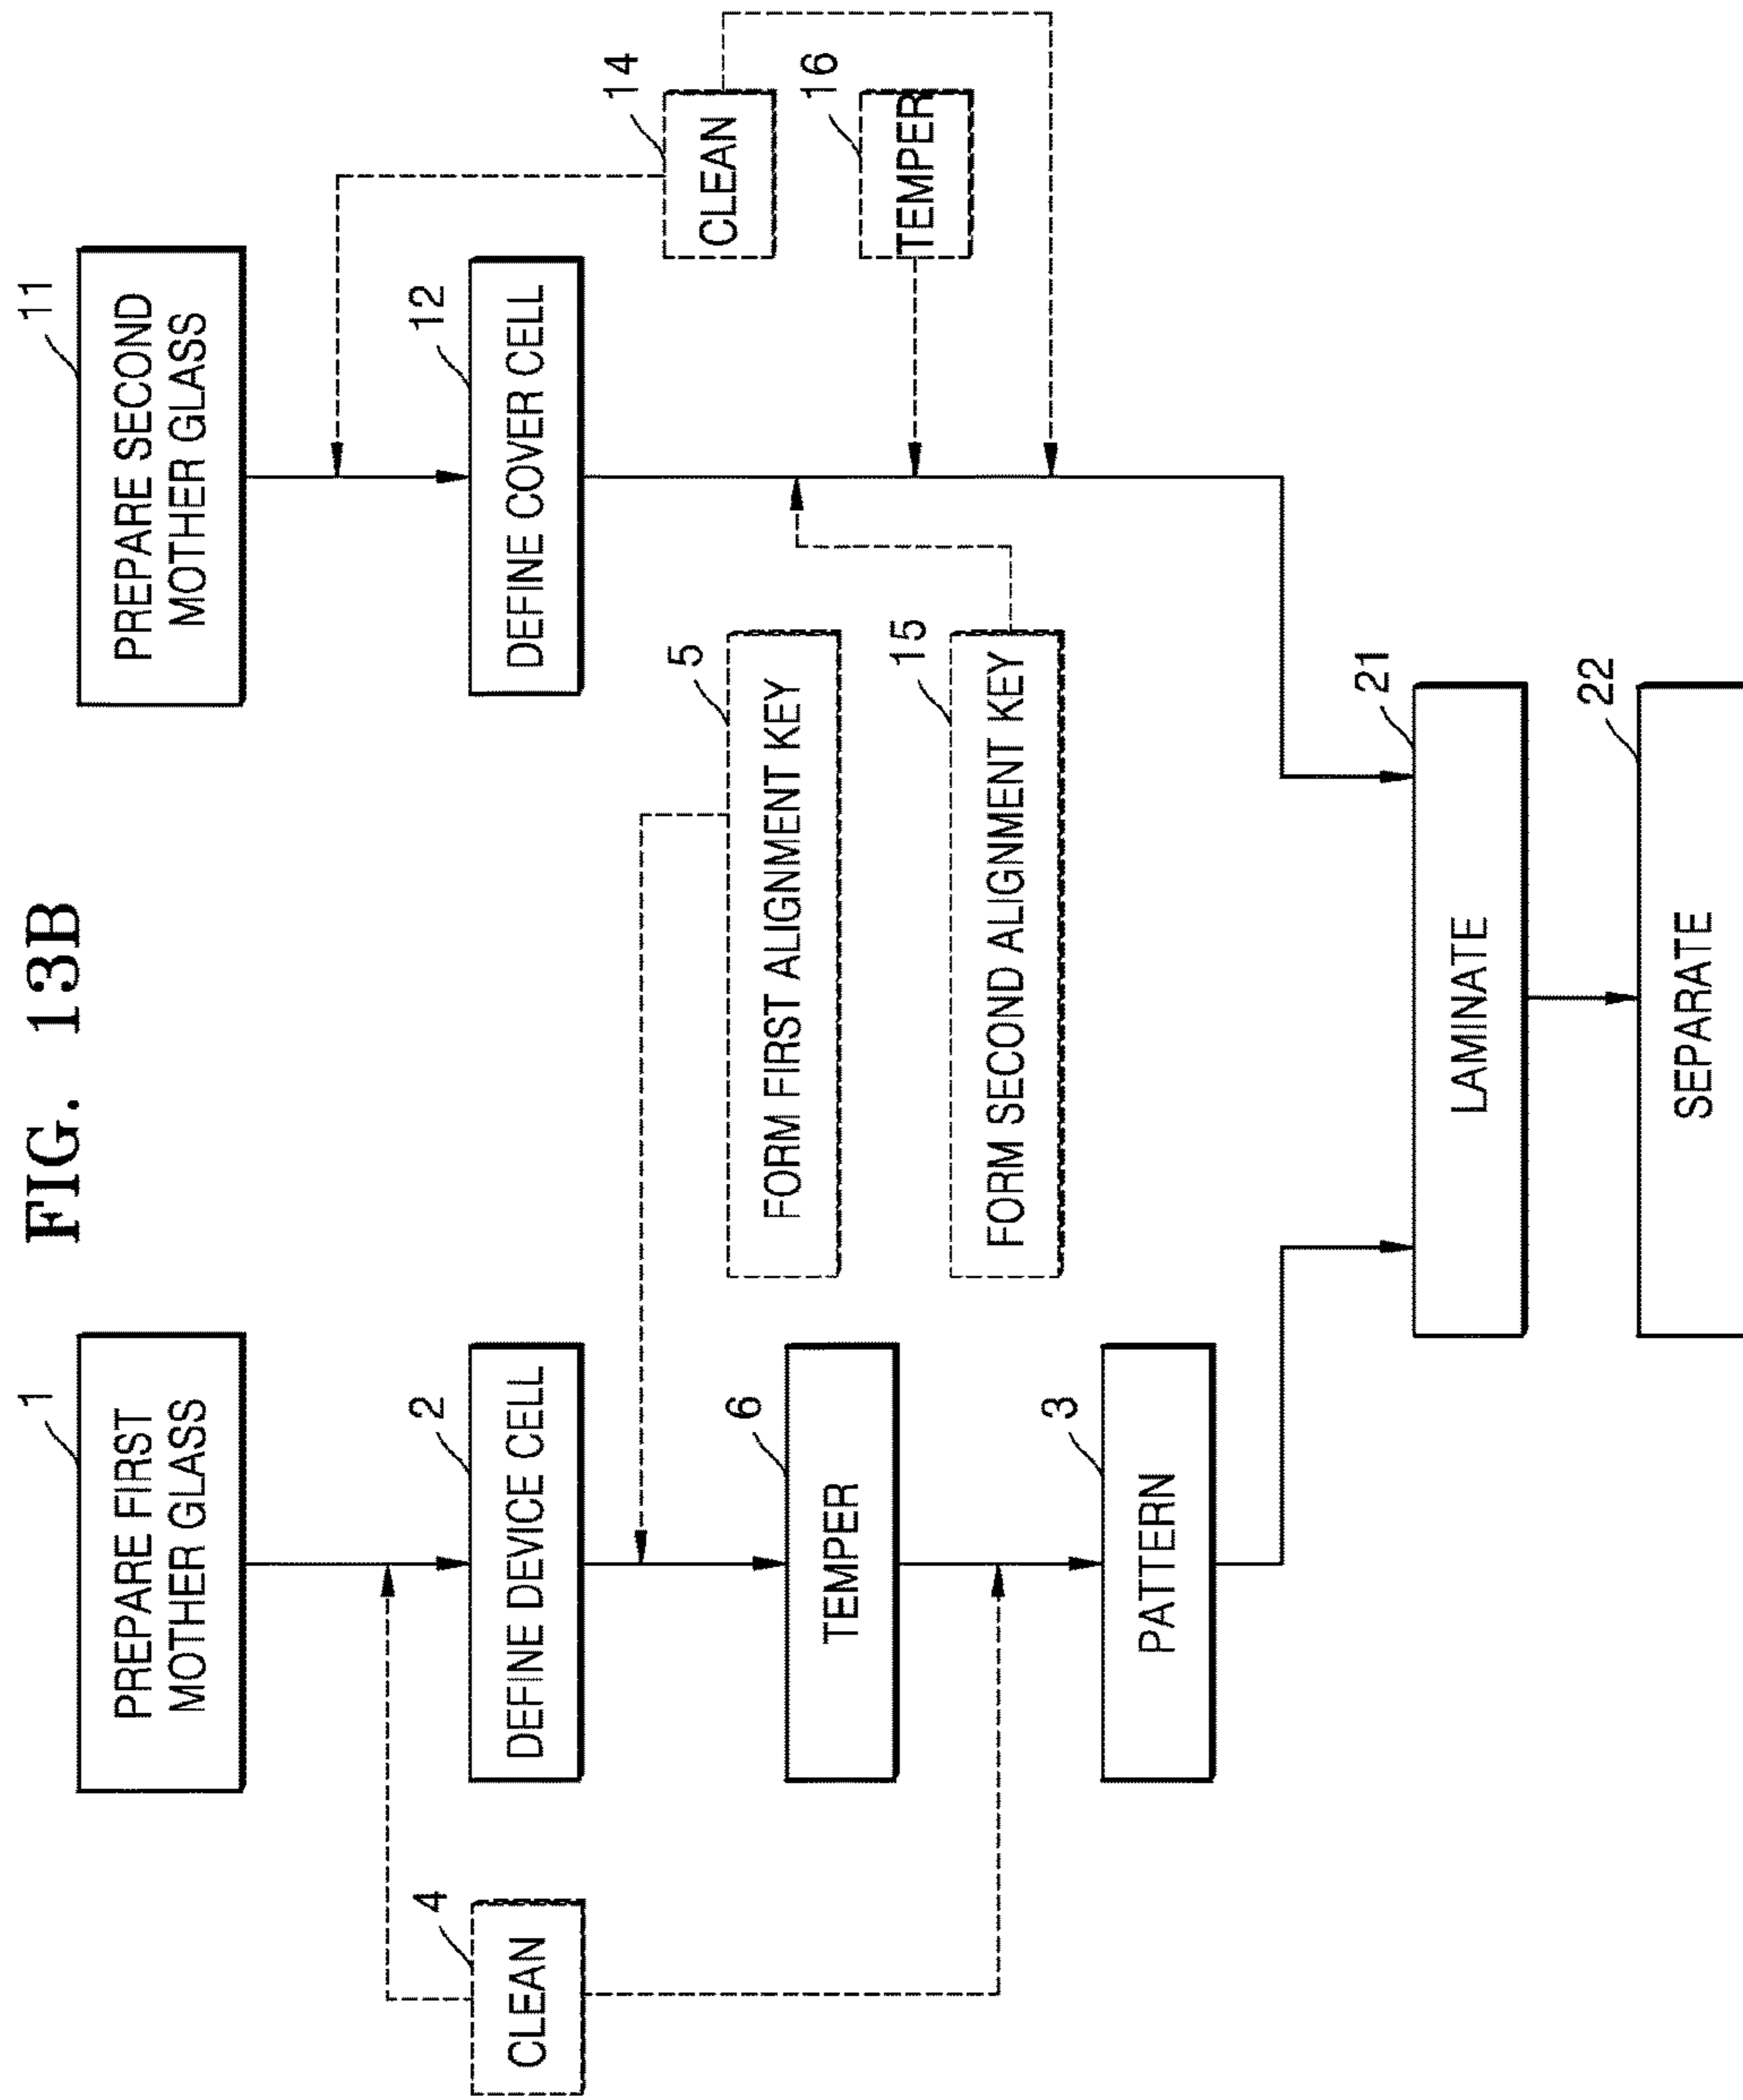 FIG. 13B
1
PREPARE FIRST
MOTHER GLASS
4
CLEAN
2
DEFINE DEVICE CELL
6
TEMPER
3
PATTERN
5
FORM FIRST ALIGNMENT KEY
15
FORM SECOND ALIGNMENT KEY
11
PREPARE SECOND
MOTHER GLASS
12
DEFINE COVER CELL
14
CLEAN
16
TEMPER
21
LAMINATE
22
SEPARATE